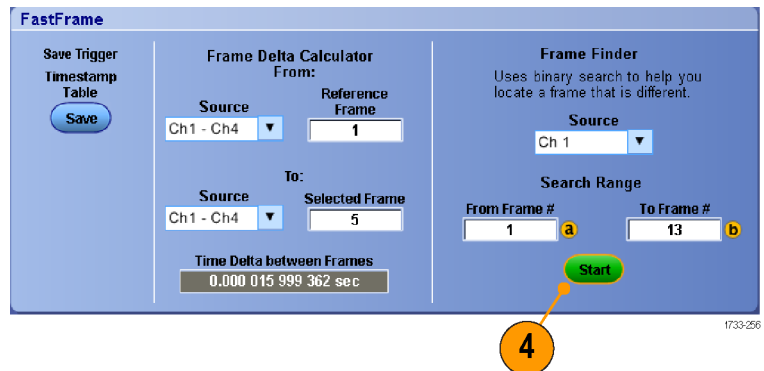 FastFrame
Save Trigger
Timestamp
Table
Save
Frame Delta Calculator
From:
Source
Reference
Frame
Ch1 - Ch4
1
To:
Source
Selected Frame
Ch1 - Ch4
5
Time Delta between Frames
0.000 015 999 362 sec
Frame Finder
Uses binary search to help you
locate a frame that is different.
Source
Ch 1
Search Range
From Frame #
To Frame #
1
a
13
b
Start
4
1733-256